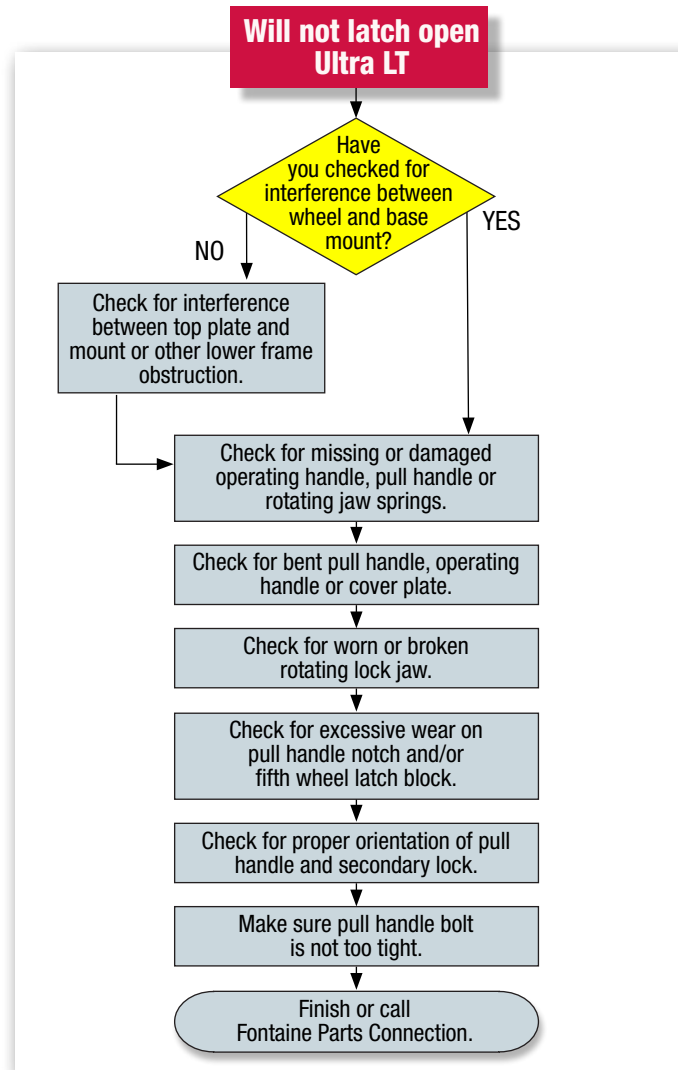 Will not latch open
Ultra LT
Have
you checked for
interference between
wheel and base
mount?
NO
YES
Check for interference
between top plate and
mount or other lower frame
obstruction.
Check for missing or damaged
operating handle, pull handle or
rotating jaw springs.
Check for bent pull handle, operating
handle or cover plate.
Check for worn or broken
rotating lock jaw.
Check for excessive wear on
pull handle notch and/or
fifth wheel latch block.
Check for proper orientation of pull
handle and secondary lock.
Make sure pull handle bolt
is not too tight.
Finish or call
Fontaine Parts Connection.